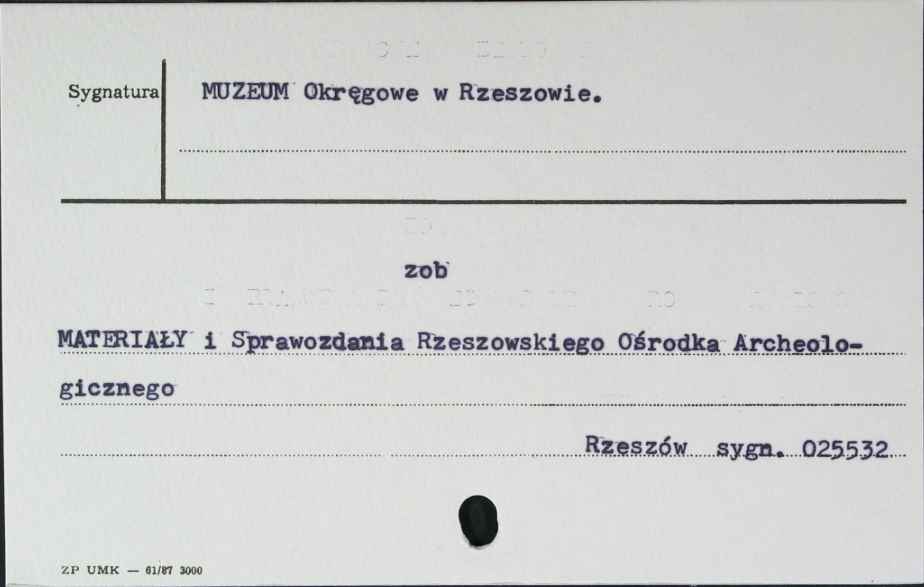 Sygnatura
MUZEUM Okręgowe w Rzeszowie.
zob
MATERIAŁY i Sprawozdania Rzeszowskiego Ośrodka Archeolo-
gicznego
Rzeszów sygn. 025532
ZP UMK — 61/87 3000